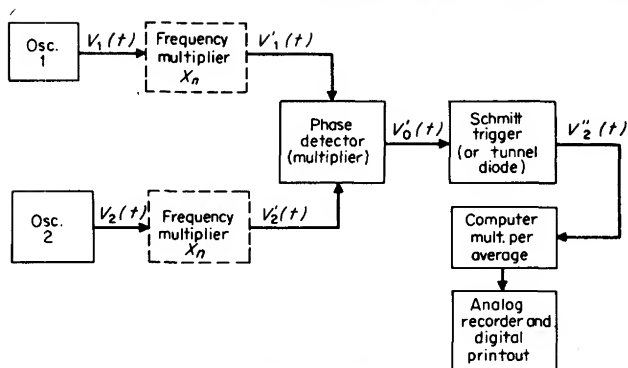 Osc.
1
V₁(t)
Frequency
multiplier
Xn
V'₁(t)
Phase
detector
(multiplier)
V'₀(t)
Schmitt
trigger
(or tunnel
diode)
V''₂(t)
Osc.
2
V₂(t)
Frequency
multiplier
Xn
V'₂(t)
Computer
mult. per
average
Analog
recorder and
digital
printout